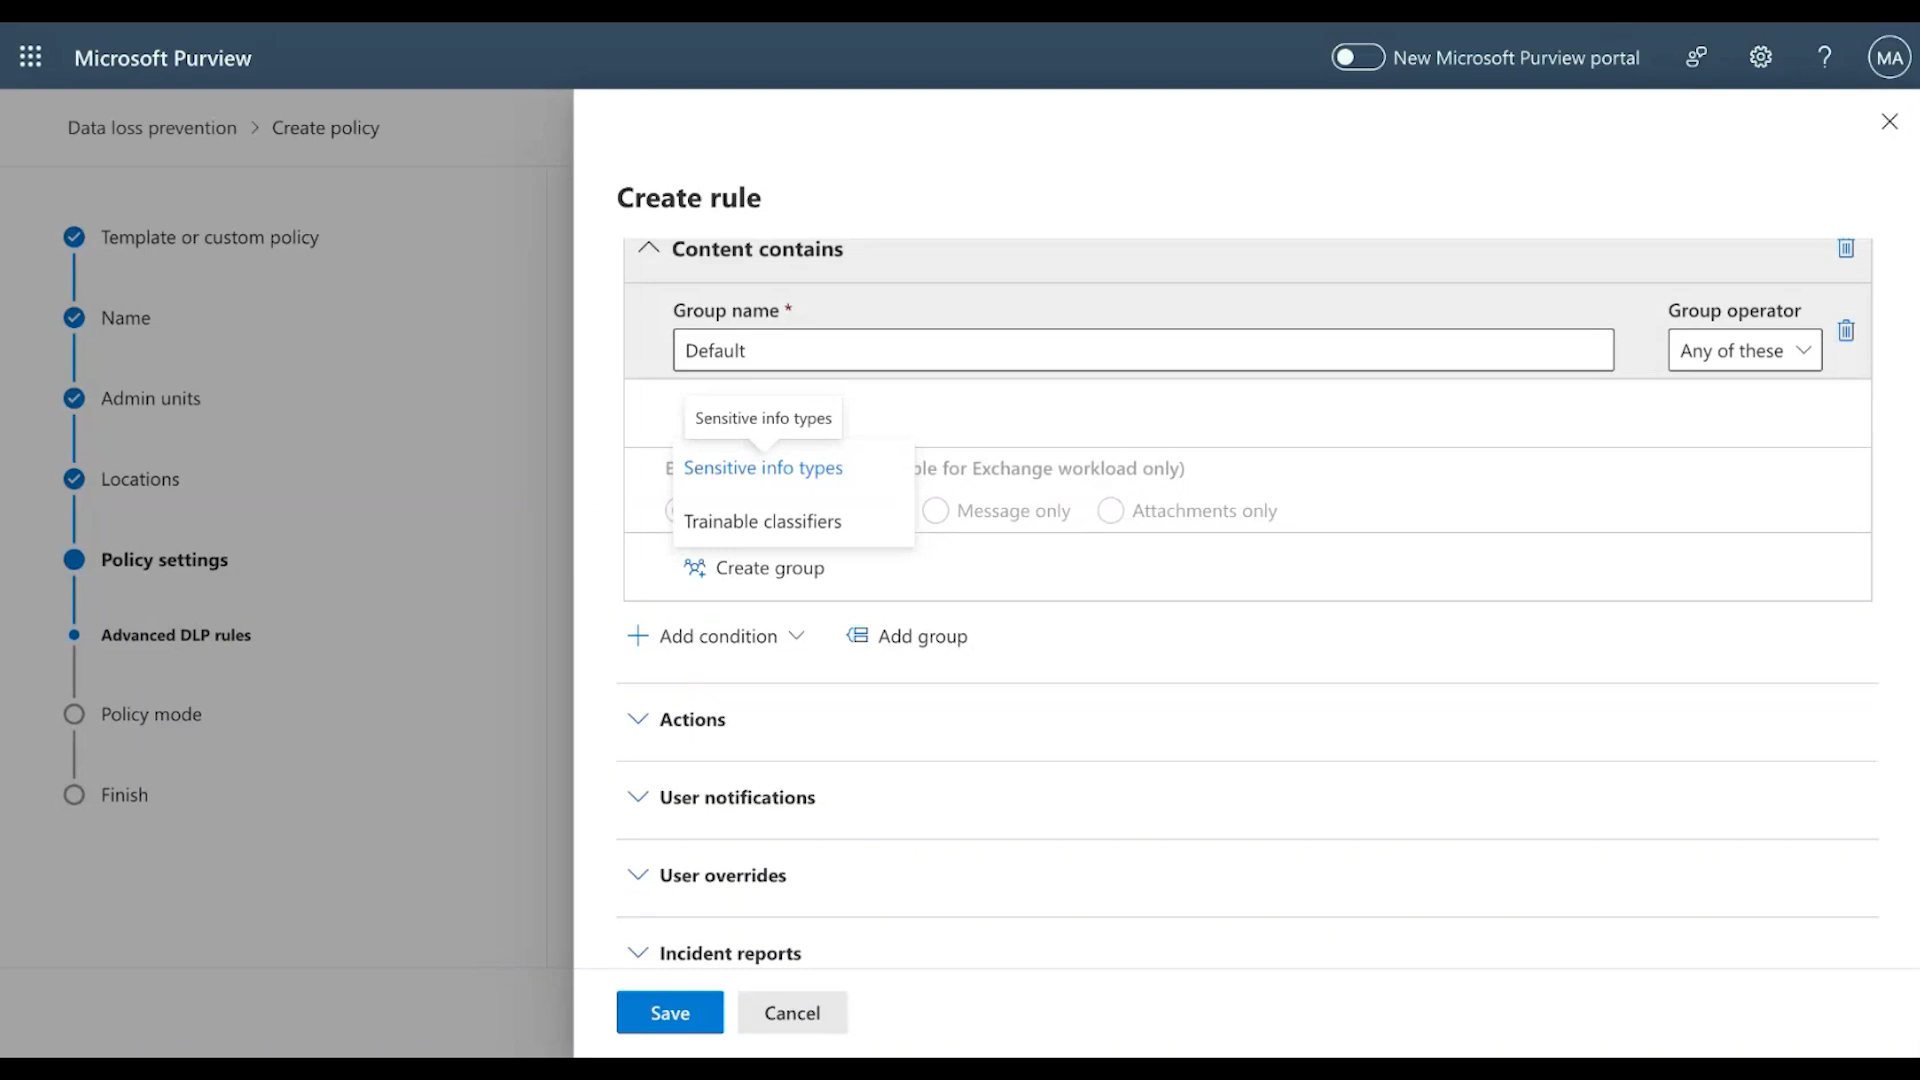 Microsoft Purview
New Microsoft Purview portal
MA
Data loss prevention > Create policy
Template or custom policy
Name
Admin units
Locations
Policy settings
Advanced DLP rules
Policy mode
Finish
Create rule
Content contains
Group name *
Group operator
Default
Any of these
Sensitive info types
Sensitive info types
Trainable classifiers
for Exchange workload only)
Message only
Attachments only
Create group
Add condition
Add group
Actions
User notifications
User overrides
Incident reports
Save
Cancel